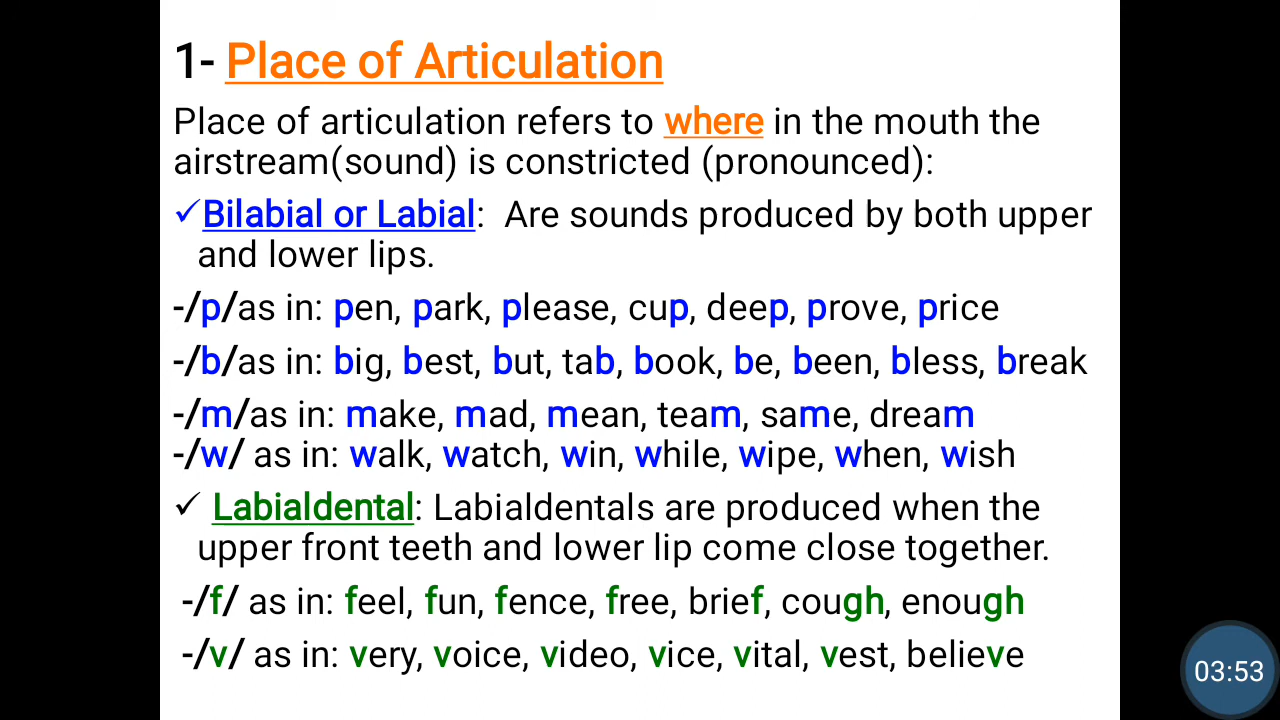 1- Place of Articulation
Place of articulation refers to where in the mouth the
airstream(sound) is constricted (pronounced):
✓Bilabial or Labial:  Are sounds produced by both upper
and lower lips.
-/p/as in: pen, park, please, cup, deep, prove, price
-/b/as in: big, best, but, tab, book, be, been, bless, break
-/m/as in: make, mad, mean, team, same, dream
-/w/ as in: walk, watch, win, while, wipe, when, wish
✓ Labialdental: Labialdentals are produced when the
upper front teeth and lower lip come close together.
-/f/ as in: feel, fun, fence, free, brief, cough, enough
-/v/ as in: very, voice, video, vice, vital, vest, believe
03:53